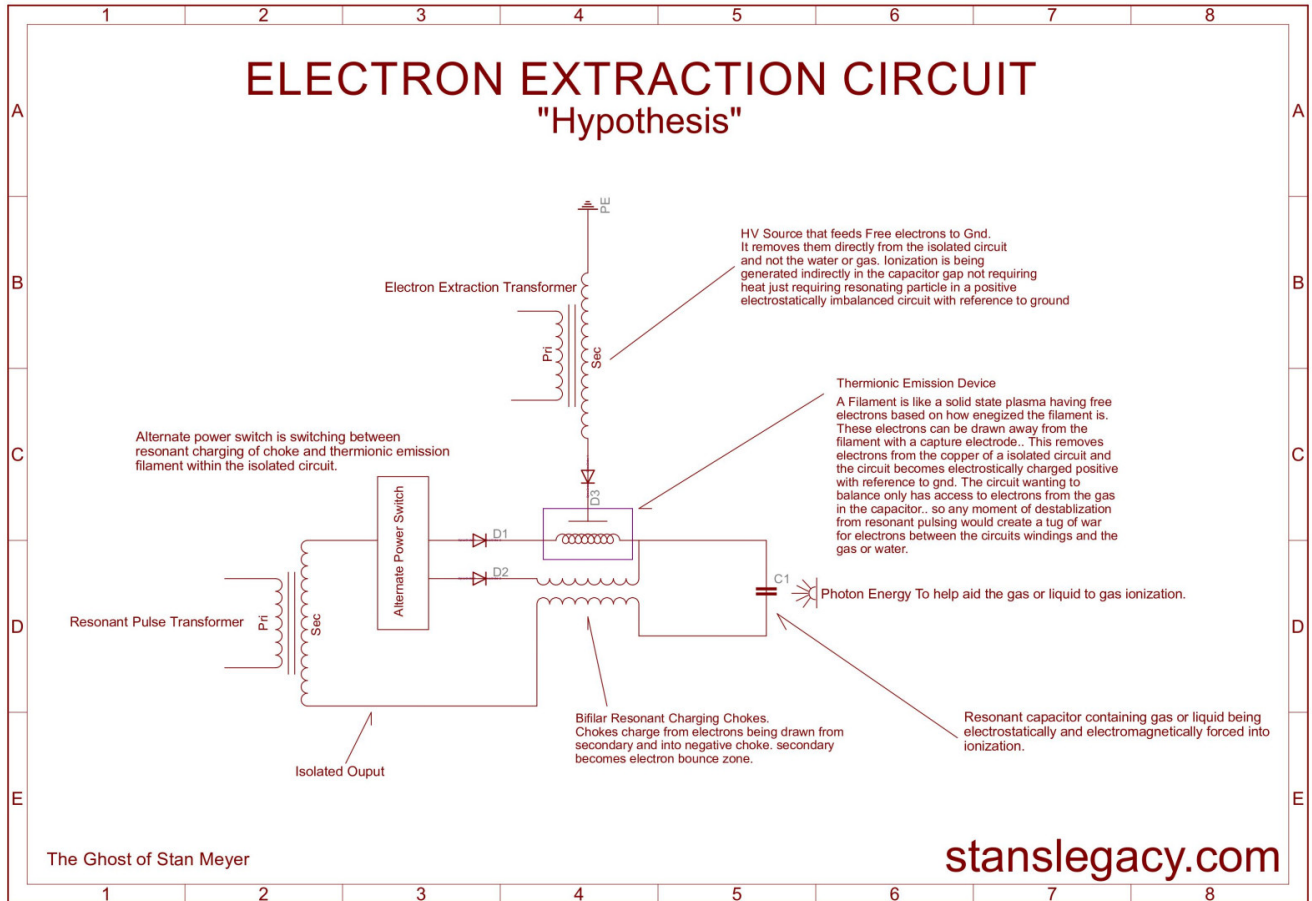 1 2 3 4 5 6 7 8
ELECTRON EXTRACTION CIRCUIT
"Hypothesis"
A A
PE
HV Source that feeds Free electrons to Gnd.
It removes them directly from the isolated circuit
and not the water or gas. Ionization is being
generated indirectly in the capacitor gap not requiring
heat just requiring resonating particle in a positive
electrostatically imbalanced circuit with reference to ground
B B
Electron Extraction Transformer
Pri
Sec
Thermionic Emission Device
A Filament is like a solid state plasma having free
electrons based on how enegized the filament is.
These electrons can be drawn away from the
filament with a capture electrode.. This removes
electrons from the copper of a isolated circuit and
the circuit becomes electrostically charged positive
with reference to gnd. The circuit wanting to
balance only has access to electrons from the gas
in the capacitor.. so any moment of destablization
from resonant pulsing would create a tug of war
for electrons between the circuits windings and the
gas or water.
Alternate power switch is switching between
resonant charging of choke and thermionic emission
filament within the isolated circuit.
C C
D3
Alternate Power Switch
D1
D2
C1
Photon Energy To help aid the gas or liquid to gas ionization.
Resonant Pulse Transformer
Pri
Sec
D D
Bifilar Resonant Charging Chokes.
Chokes charge from electrons being drawn from
secondary and into negative choke. secondary
becomes electron bounce zone.
Resonant capacitor containing gas or liquid being
electrostatically and electromagnetically forced into
ionization.
Isolated Ouput
E E
The Ghost of Stan Meyer
stanslegacy.com
1 2 3 4 5 6 7 8